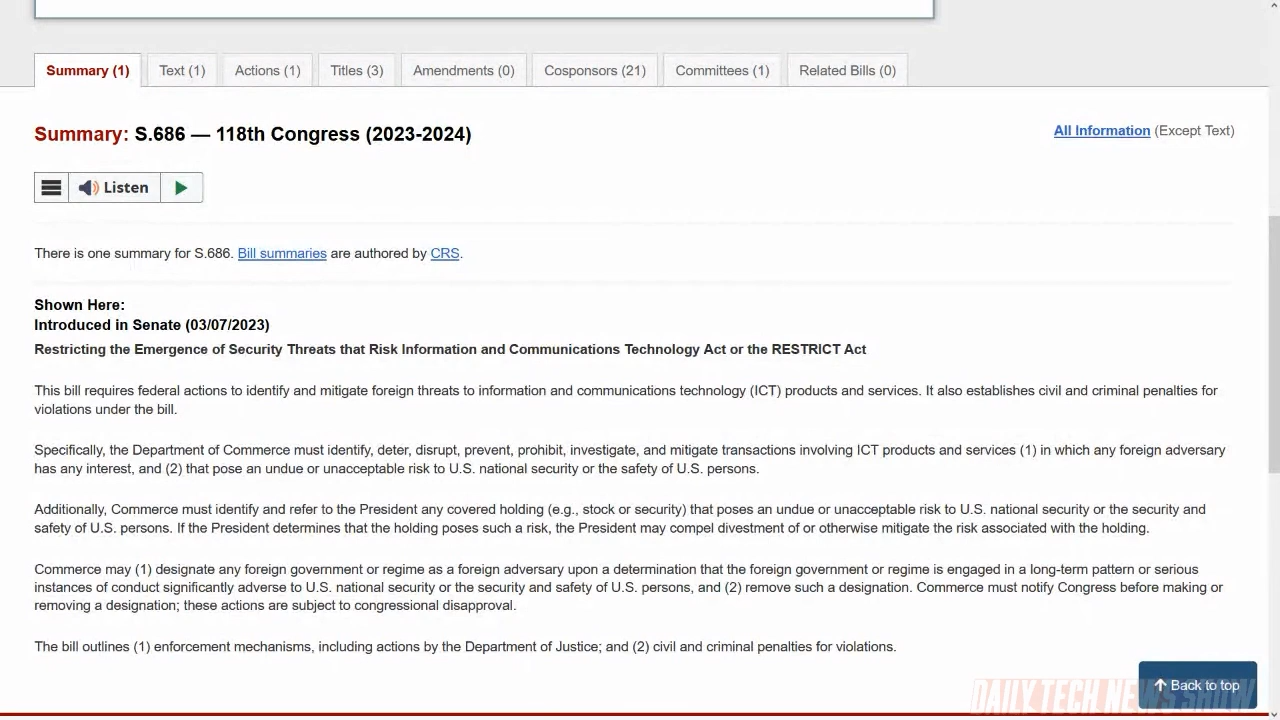 Summary (1)
Text (1)
Actions (1)
Titles (3)
Amendments (0)
Cosponsors (21)
Committees (1)
Related Bills (0)
Summary: S.686 — 118th Congress (2023-2024)
All Information (Except Text)
Listen
There is one summary for S.686. Bill summaries are authored by CRS.
Shown Here:
Introduced in Senate (03/07/2023)
Restricting the Emergence of Security Threats that Risk Information and Communications Technology Act or the RESTRICT Act
This bill requires federal actions to identify and mitigate foreign threats to information and communications technology (ICT) products and services. It also establishes civil and criminal penalties for
violations under the bill.
Specifically, the Department of Commerce must identify, deter, disrupt, prevent, prohibit, investigate, and mitigate transactions involving ICT products and services (1) in which any foreign adversary
has any interest, and (2) that pose an undue or unacceptable risk to U.S. national security or the safety of U.S. persons.
Additionally, Commerce must identify and refer to the President any covered holding (e.g., stock or security) that poses an undue or unacceptable risk to U.S. national security or the security and
safety of U.S. persons. If the President determines that the holding poses such a risk, the President may compel divestment of or otherwise mitigate the risk associated with the holding.
Commerce may (1) designate any foreign government or regime as a foreign adversary upon a determination that the foreign government or regime is engaged in a long-term pattern or serious
instances of conduct significantly adverse to U.S. national security or the security and safety of U.S. persons, and (2) remove such a designation. Commerce must notify Congress before making or
removing a designation; these actions are subject to congressional disapproval.
The bill outlines (1) enforcement mechanisms, including actions by the Department of Justice; and (2) civil and criminal penalties for violations.
Back to top
DAILY TECH NEWS SHOW